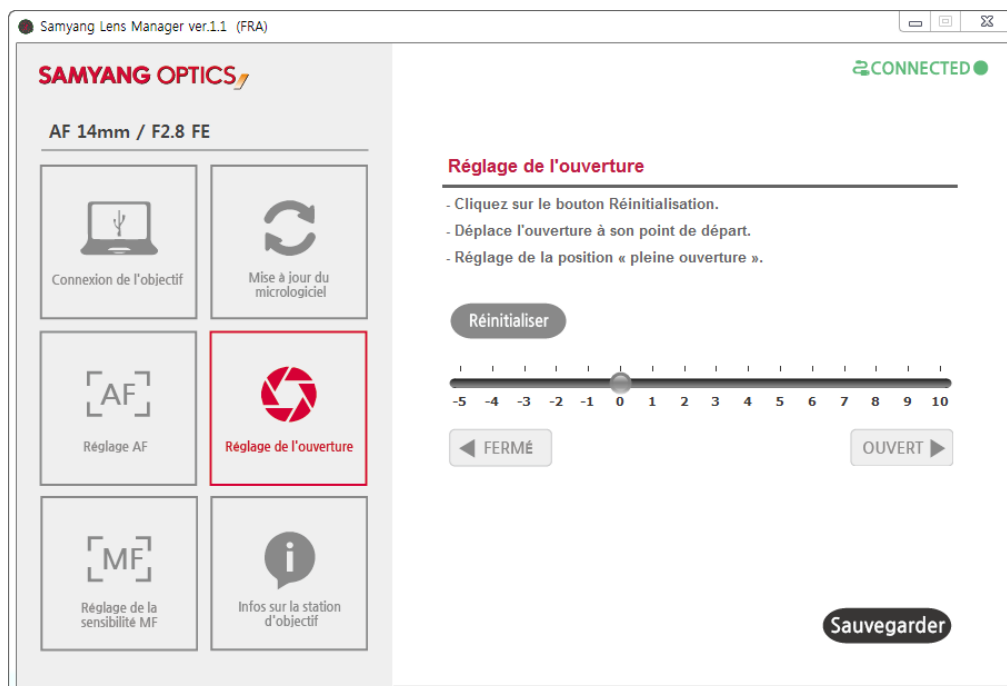 Samyang Lens Manager ver.1.1 (FRA)
SAMYANG OPTICS
CONNECTED
AF 14mm / F2.8 FE
Connexion de l'objectif
Mise à jour du
micrologiciel
AF
Réglage AF
Réglage de l'ouverture
MF
Réglage de la
sensibilité MF
i
Infos sur la station
d'objectif
Réglage de l'ouverture
- Cliquez sur le bouton Réinitialisation.
- Déplace l'ouverture à son point de départ.
- Réglage de la position « pleine ouverture ».
Réinitialiser
-5 -4 -3 -2 -1 0 1 2 3 4 5 6 7 8 9 10
FERMÉ
OUVERT
Sauvegarder